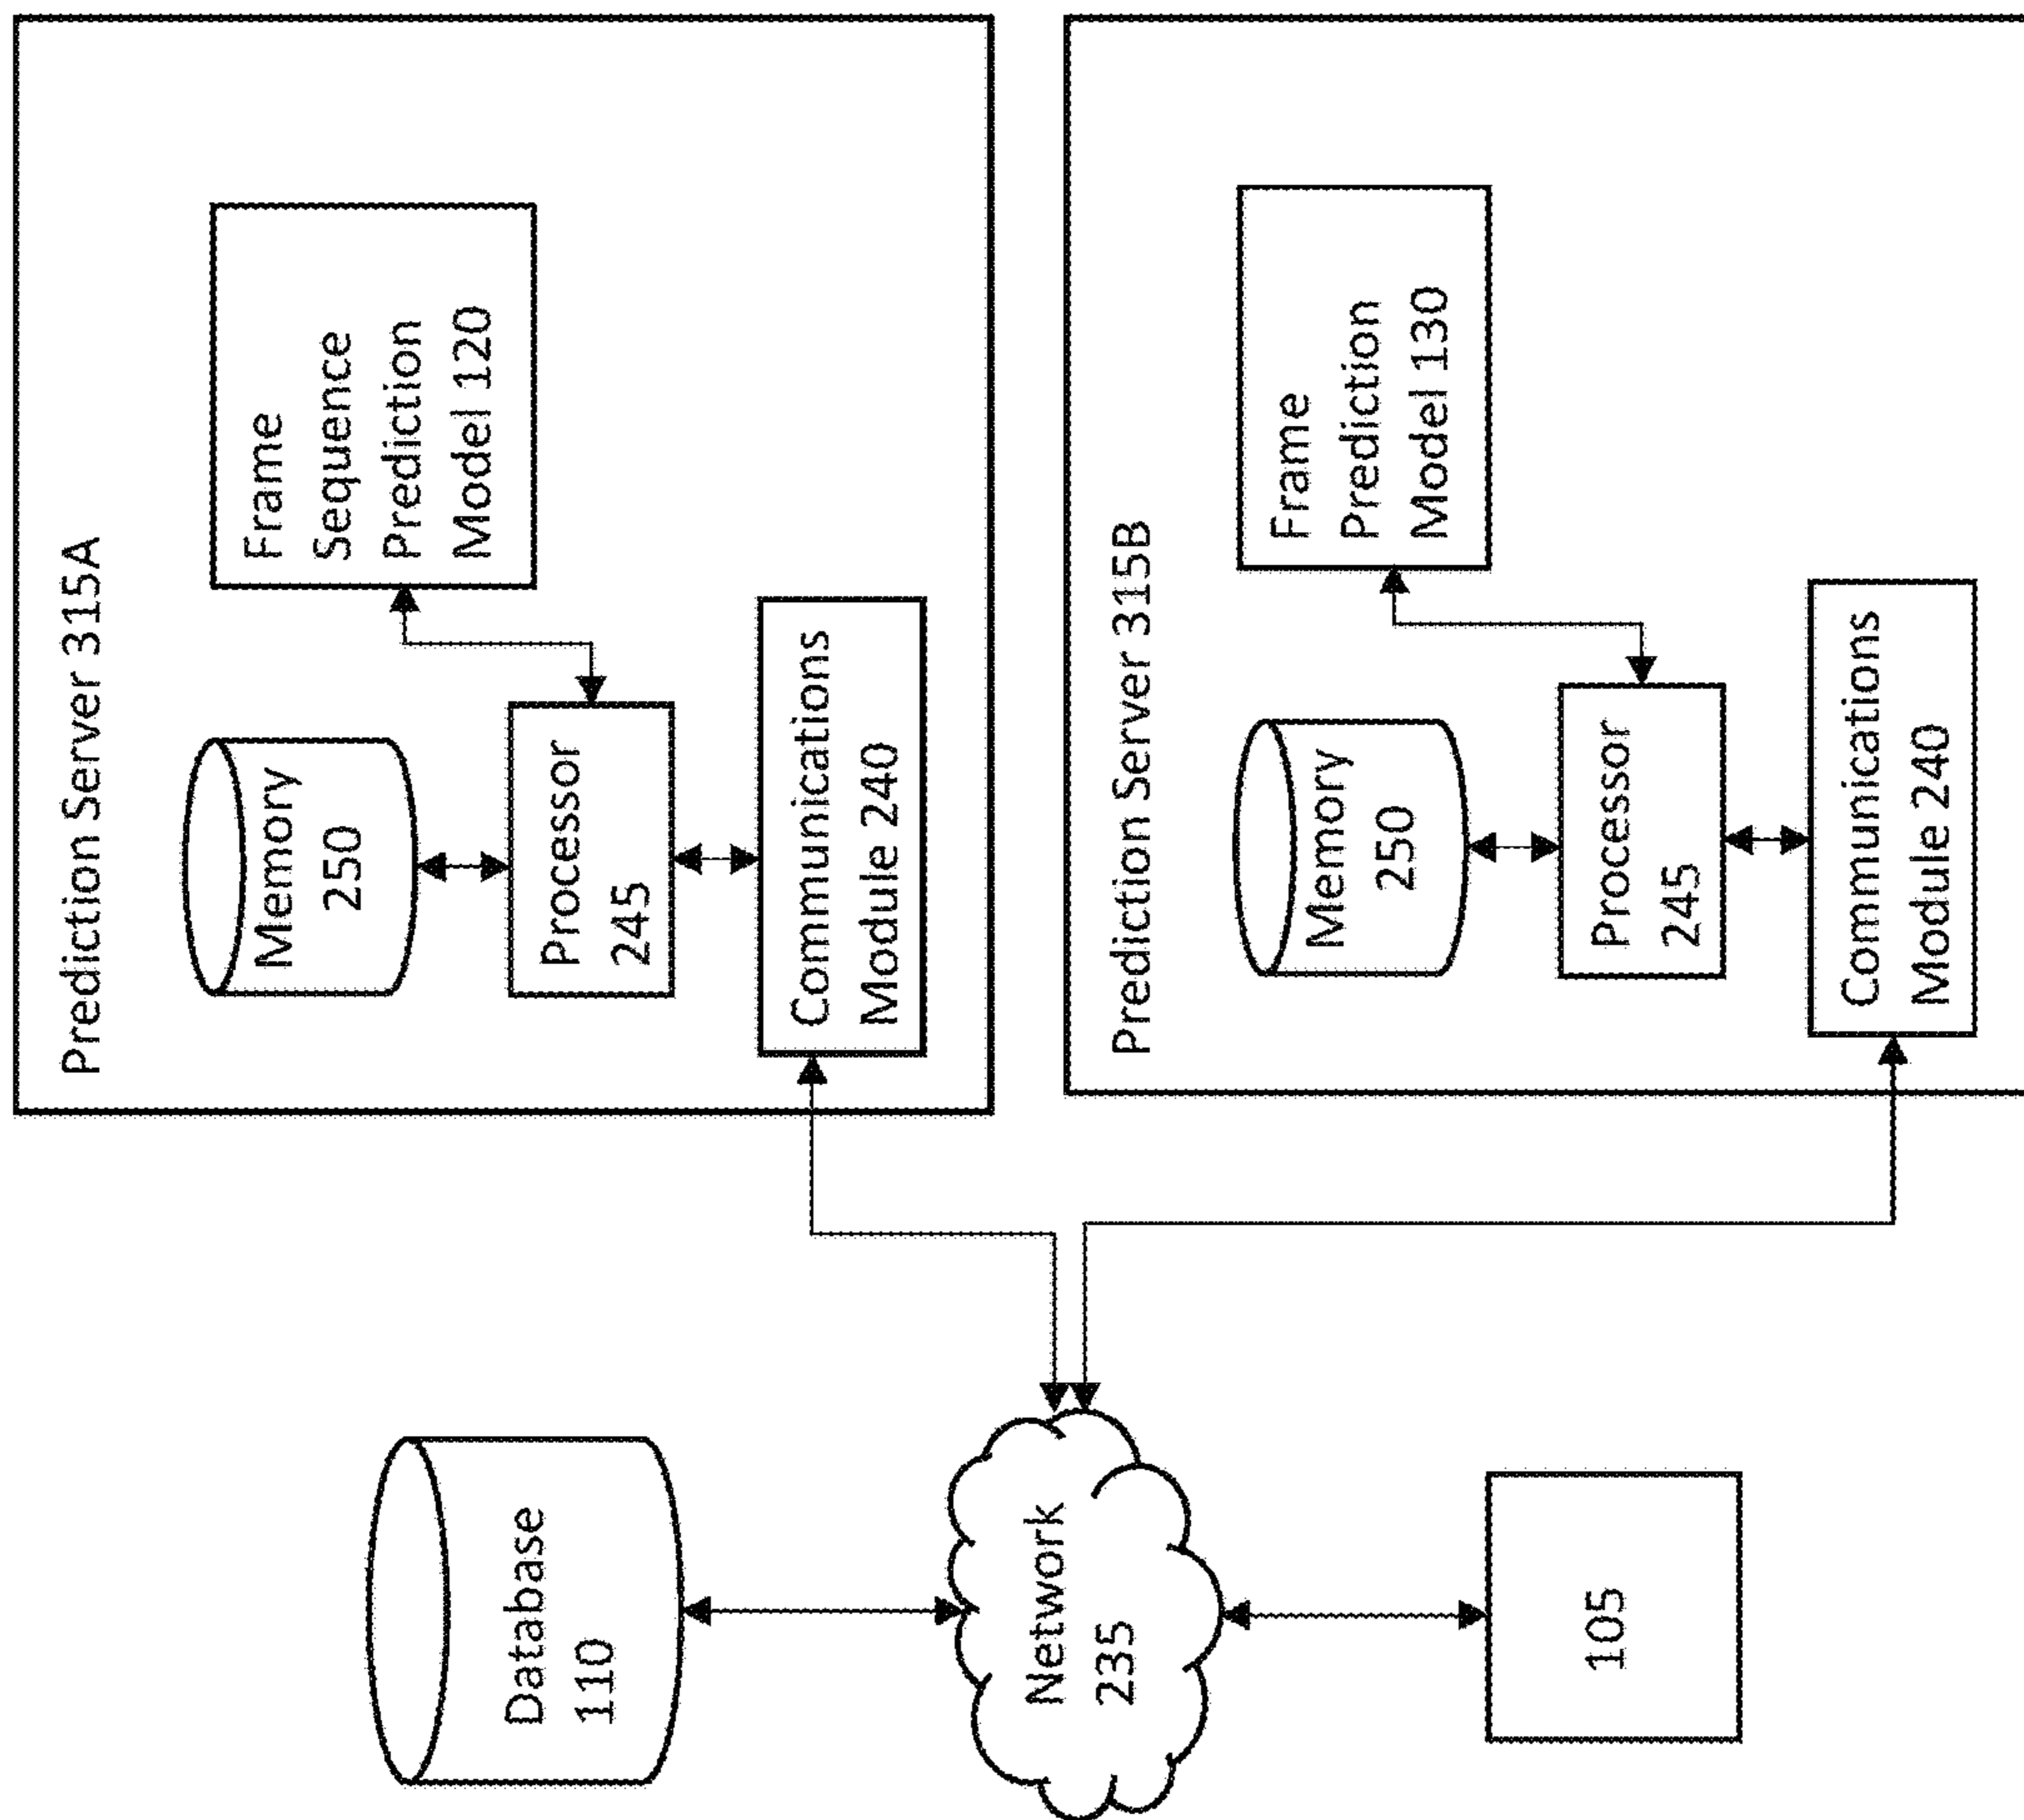 Database
110
Network
235
105
Prediction Server 315A
Memory
250
Processor
245
Communications
Module 240
Frame
Sequence
Prediction
Model 120
Prediction Server 315B
Memory
250
Processor
245
Communications
Module 240
Frame
Prediction
Model 130